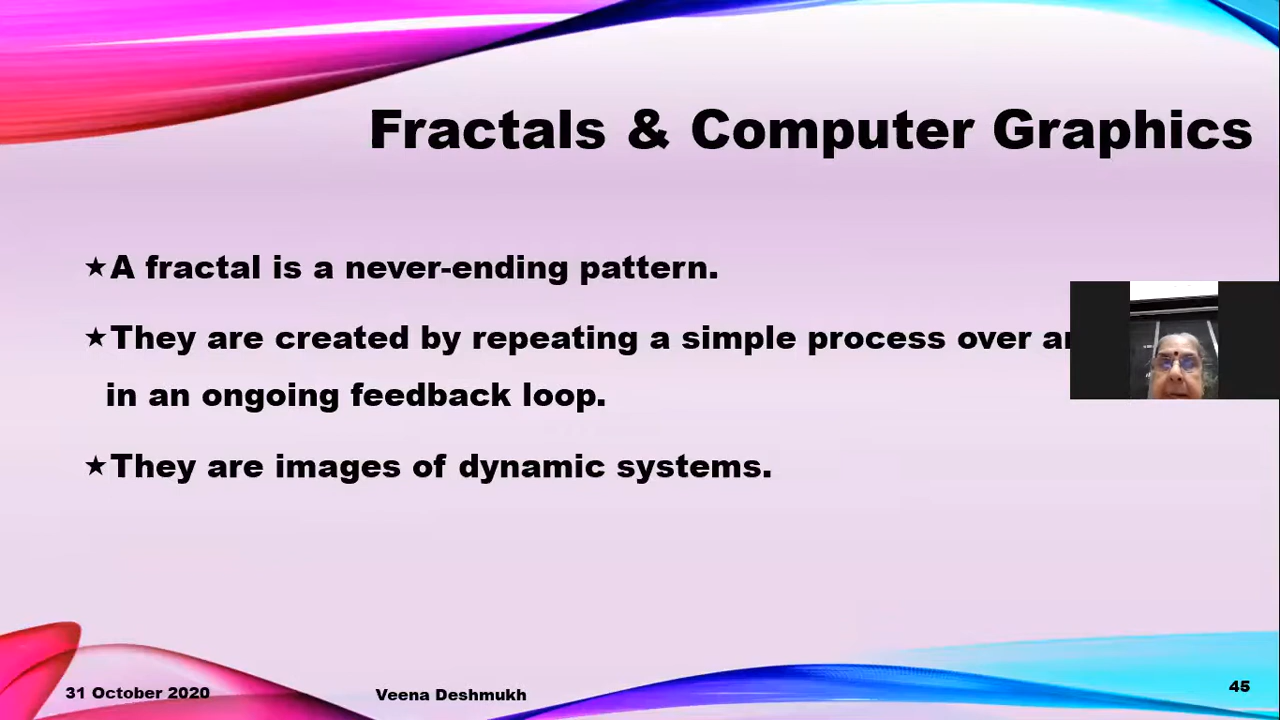 Fractals & Computer Graphics
★A fractal is a never-ending pattern.
★They are created by repeating a simple process over
in an ongoing feedback loop.
★They are images of dynamic systems.
31 October 2020
Veena Deshmukh
45